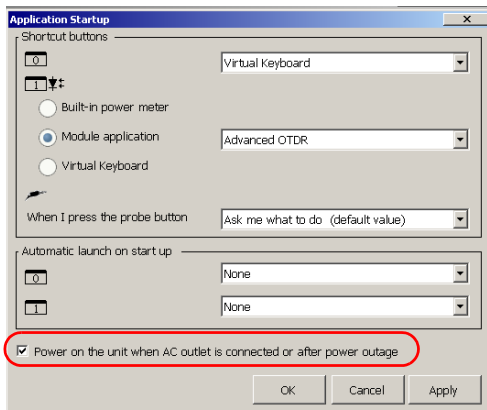 Application Startup
Shortcut buttons
0
Virtual Keyboard
1
Built-in power meter
Module application
Advanced OTDR
Virtual Keyboard
When I press the probe button
Ask me what to do (default value)
Automatic launch on start up
0
None
1
None
Power on the unit when AC outlet is connected or after power outage
OK
Cancel
Apply